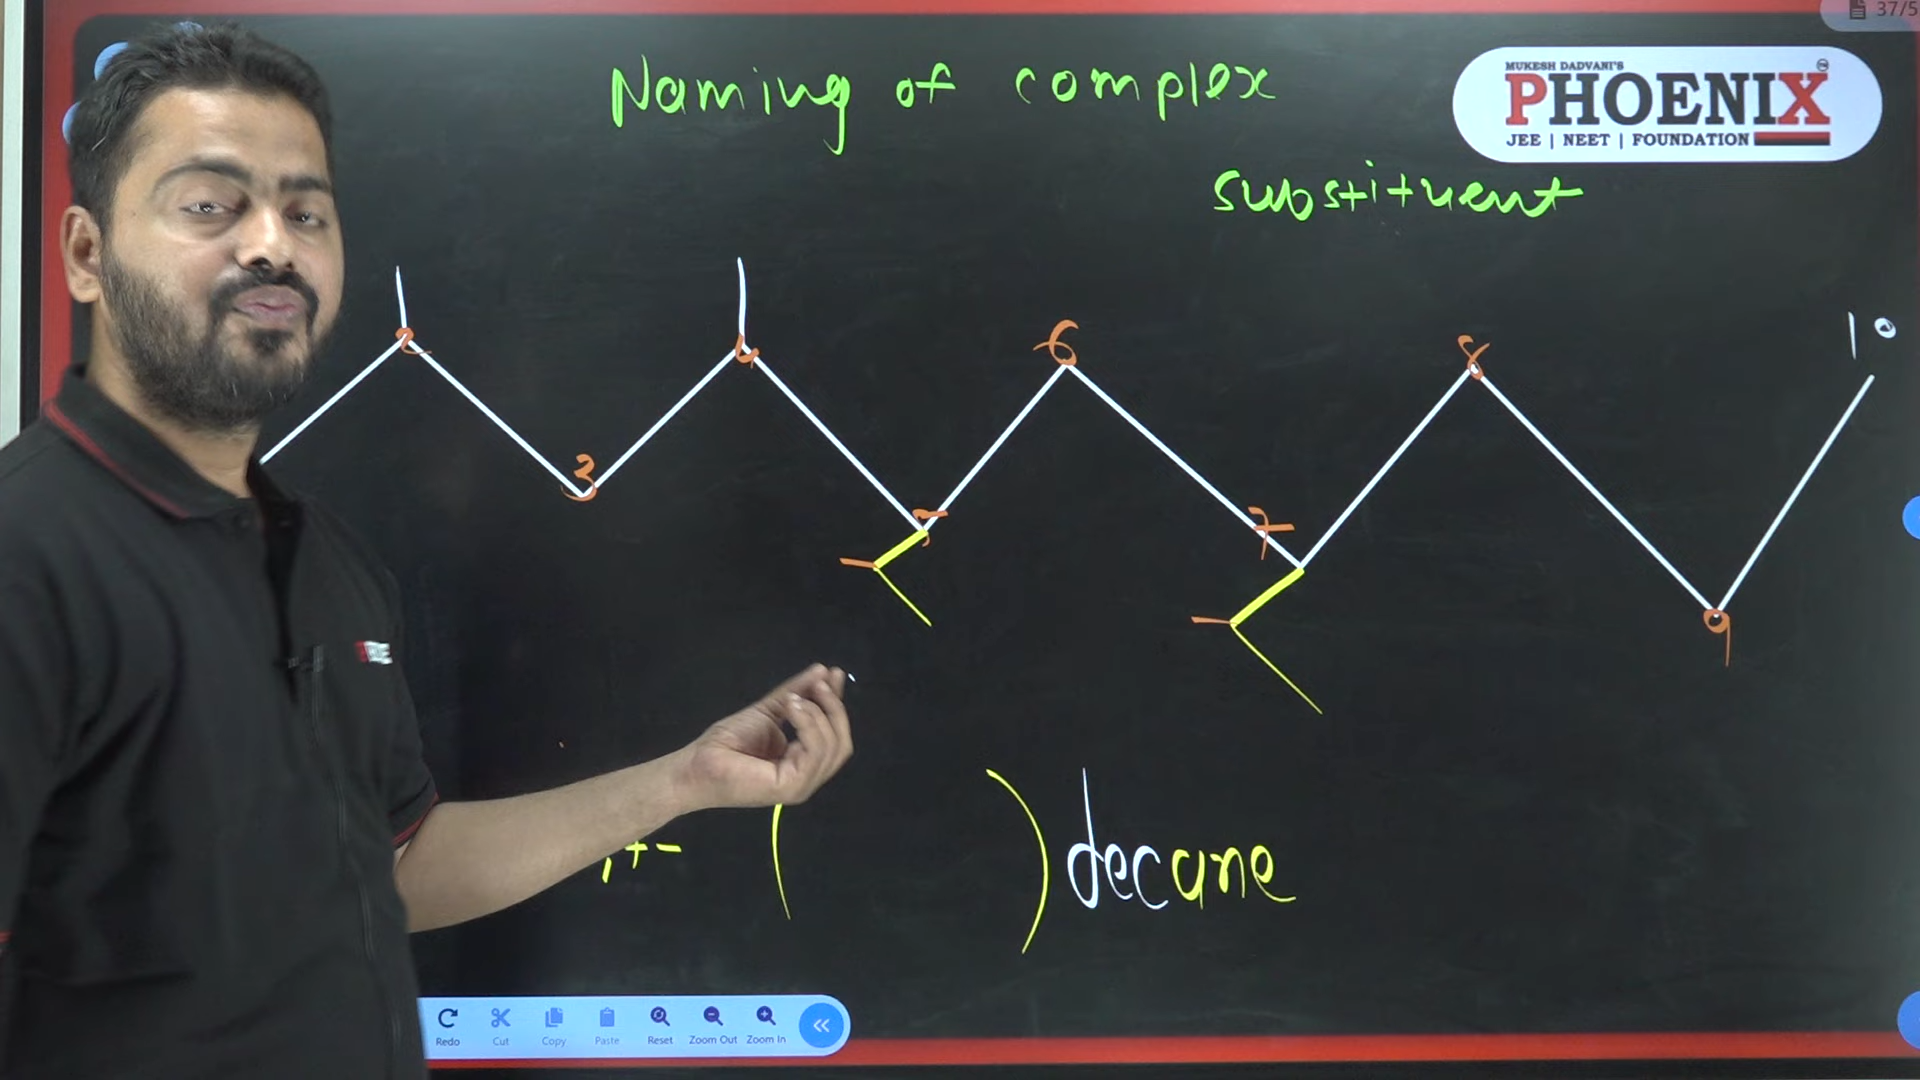 37/5
Naming of complex
MUKESH DADVANI'S
PHOENIX
JEE | NEET | FOUNDATION
substituent
2
4
6
8
10
3
5
7
9
,7- ( ) decane
Redo Cut Copy Paste Reset Zoom Out Zoom In